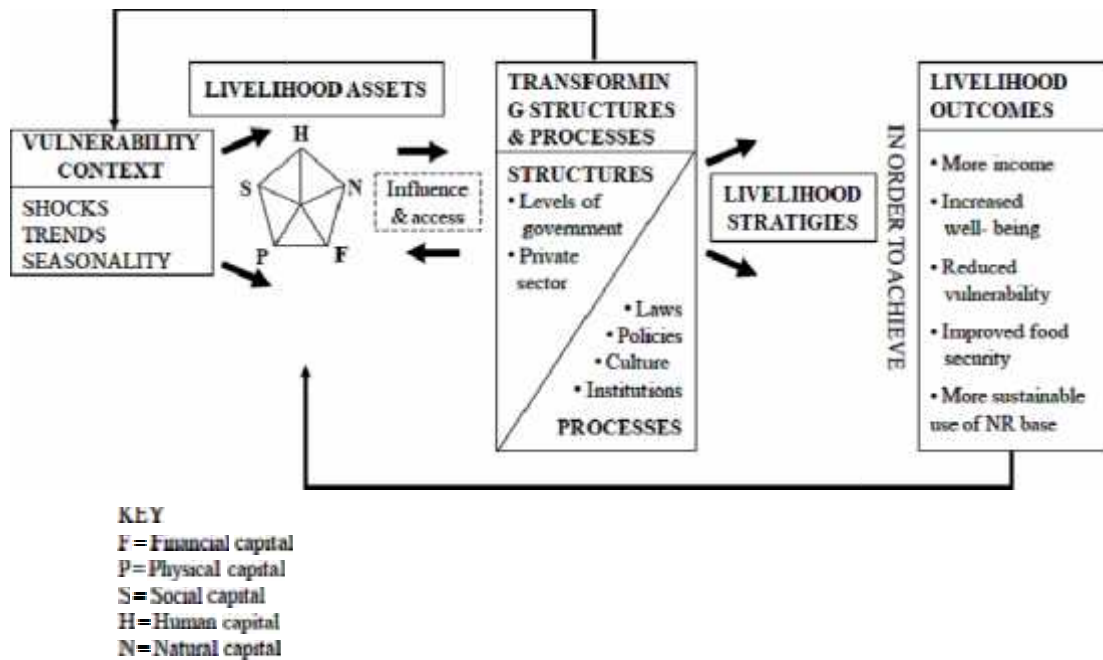 LIVELIHOOD ASSETS
VULNERABILITY
CONTEXT
SHOCKS
TRENDS
SEASONALITY
H
S
N
P
F
Influence
& access
TRANSFORMIN
G STRUCTURES
& PROCESSES
STRUCTURES
• Levels of
government
• Private
sector
• Laws
• Policies
• Culture
• Institutions
PROCESSES
LIVELIHOOD
STRATIGIES
IN ORDER TO ACHIEVE
LIVELIHOOD
OUTCOMES
• More income
• Increased
well- being
• Reduced
vulnerability
• Improved food
security
• More sustainable
use of NR base
KEY
F=Financial capital
P=Physical capital
S=Social capital
H=Human capital
N=Natural capital